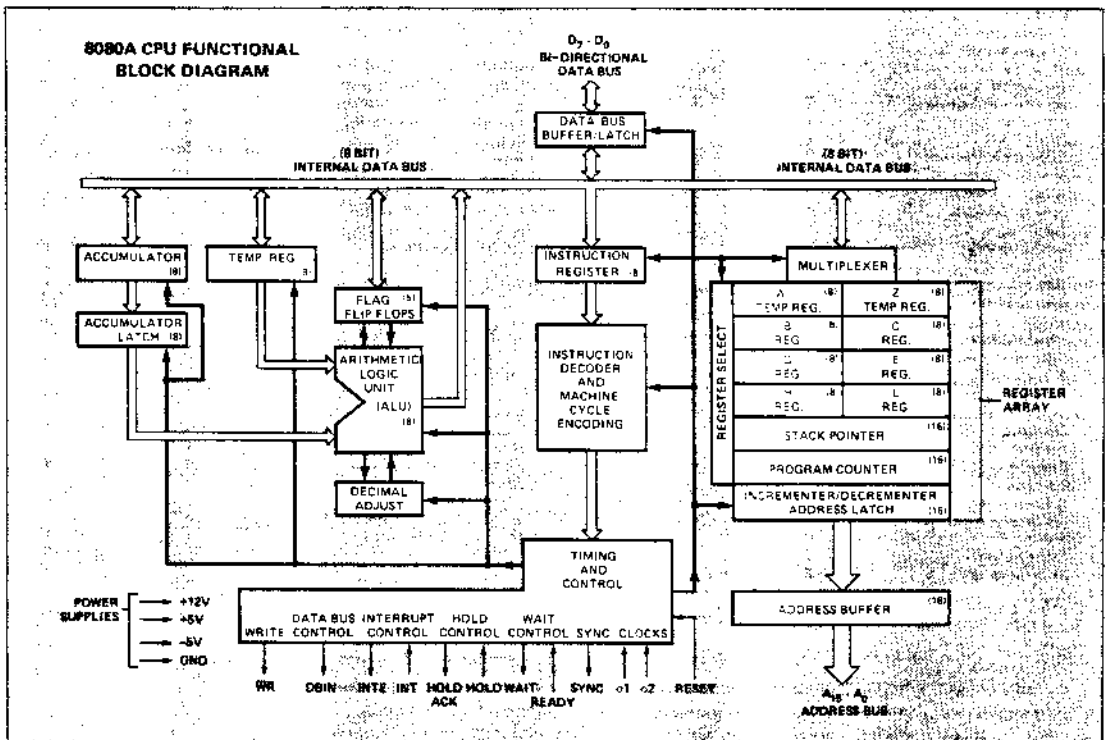 8080A CPU FUNCTIONAL
BLOCK DIAGRAM
D7 - D0
BI-DIRECTIONAL
DATA BUS
DATA BUS
BUFFER/LATCH
(8 BIT)
INTERNAL DATA BUS
(8 BIT)
INTERNAL DATA BUS
ACCUMULATOR
(8)
TEMP REG.
INSTRUCTION
REGISTER
MULTIPLEXER
ACCUMULATOR
LATCH (8)
FLAG (5)
FLIP FLOPS
ARITHMETIC
LOGIC
UNIT
(ALU)
(8)
DECIMAL
ADJUST
INSTRUCTION
DECODER
AND
MACHINE
CYCLE
ENCODING
REGISTER SELECT
(8)
TEMP REG.
Z (8)
TEMP REG.
B
REG
C (8)
REG.
D (8)
REG.
E (8)
REG.
H (8)
REG.
L (8)
REG
STACK POINTER (16)
PROGRAM COUNTER (16)
INCREMENTER/DECREMENTER
ADDRESS LATCH (16)
REGISTER
ARRAY
TIMING
AND
CONTROL
WRITE
DATA BUS
CONTROL
INTERRUPT
CONTROL
HOLD
CONTROL
WAIT
CONTROL
SYNC
CLOCKS
ADDRESS BUFFER
POWER
SUPPLIES
+12V
+5V
-5V
GND
WR
DBIN
INTE
INT
HOLD
ACK
HOLD
WAIT
READY
SYNC
ø1
ø2
RESET
A15 - A0
ADDRESS BUS